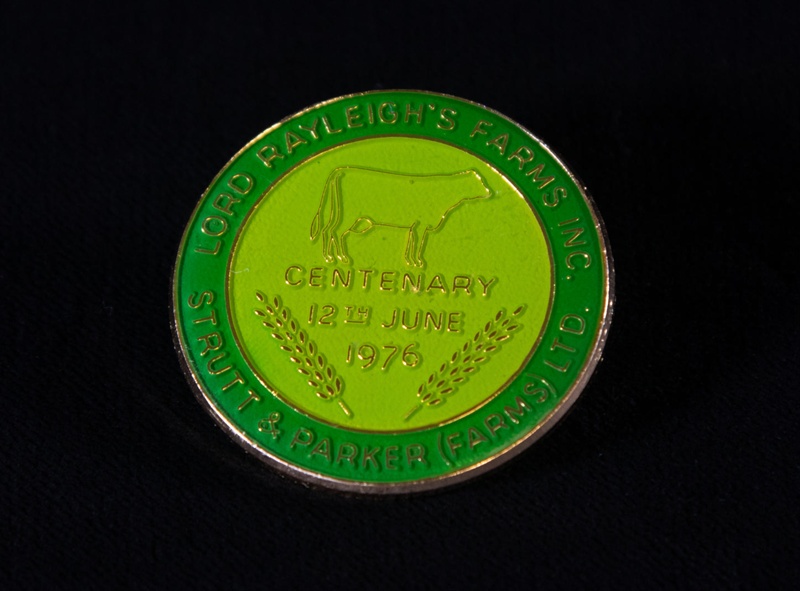 LORD RAYLEIGH'S FARMS INC.
CENTENARY
12TH JUNE
1976
STRUTT & PARKER (FARMS) LTD.